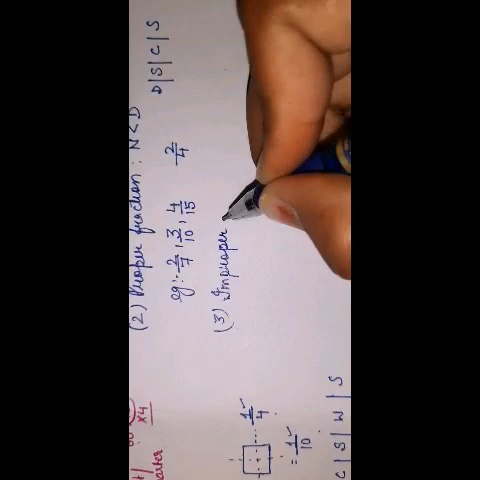 (2) Proper fraction : N < D
eg:- 2/7, 3/10, 4/15 2/4
D | S | C | S
(3) Improper
x4
1/4
= 1/10
C | S | W | S